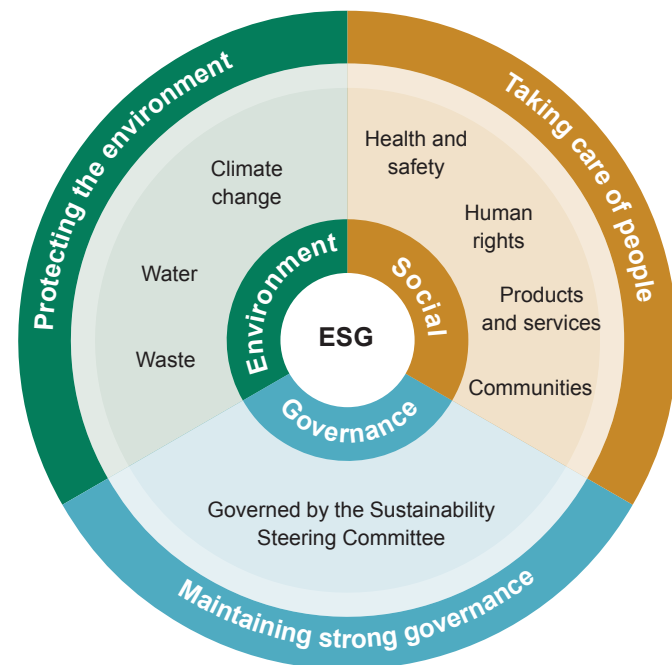 Protecting the environment
Taking care of people
Maintaining strong governance
Environment
Social
Governance
ESG
Climate
change
Water
Waste
Health and
safety
Human
rights
Products
and services
Communities
Governed by the Sustainability
Steering Committee